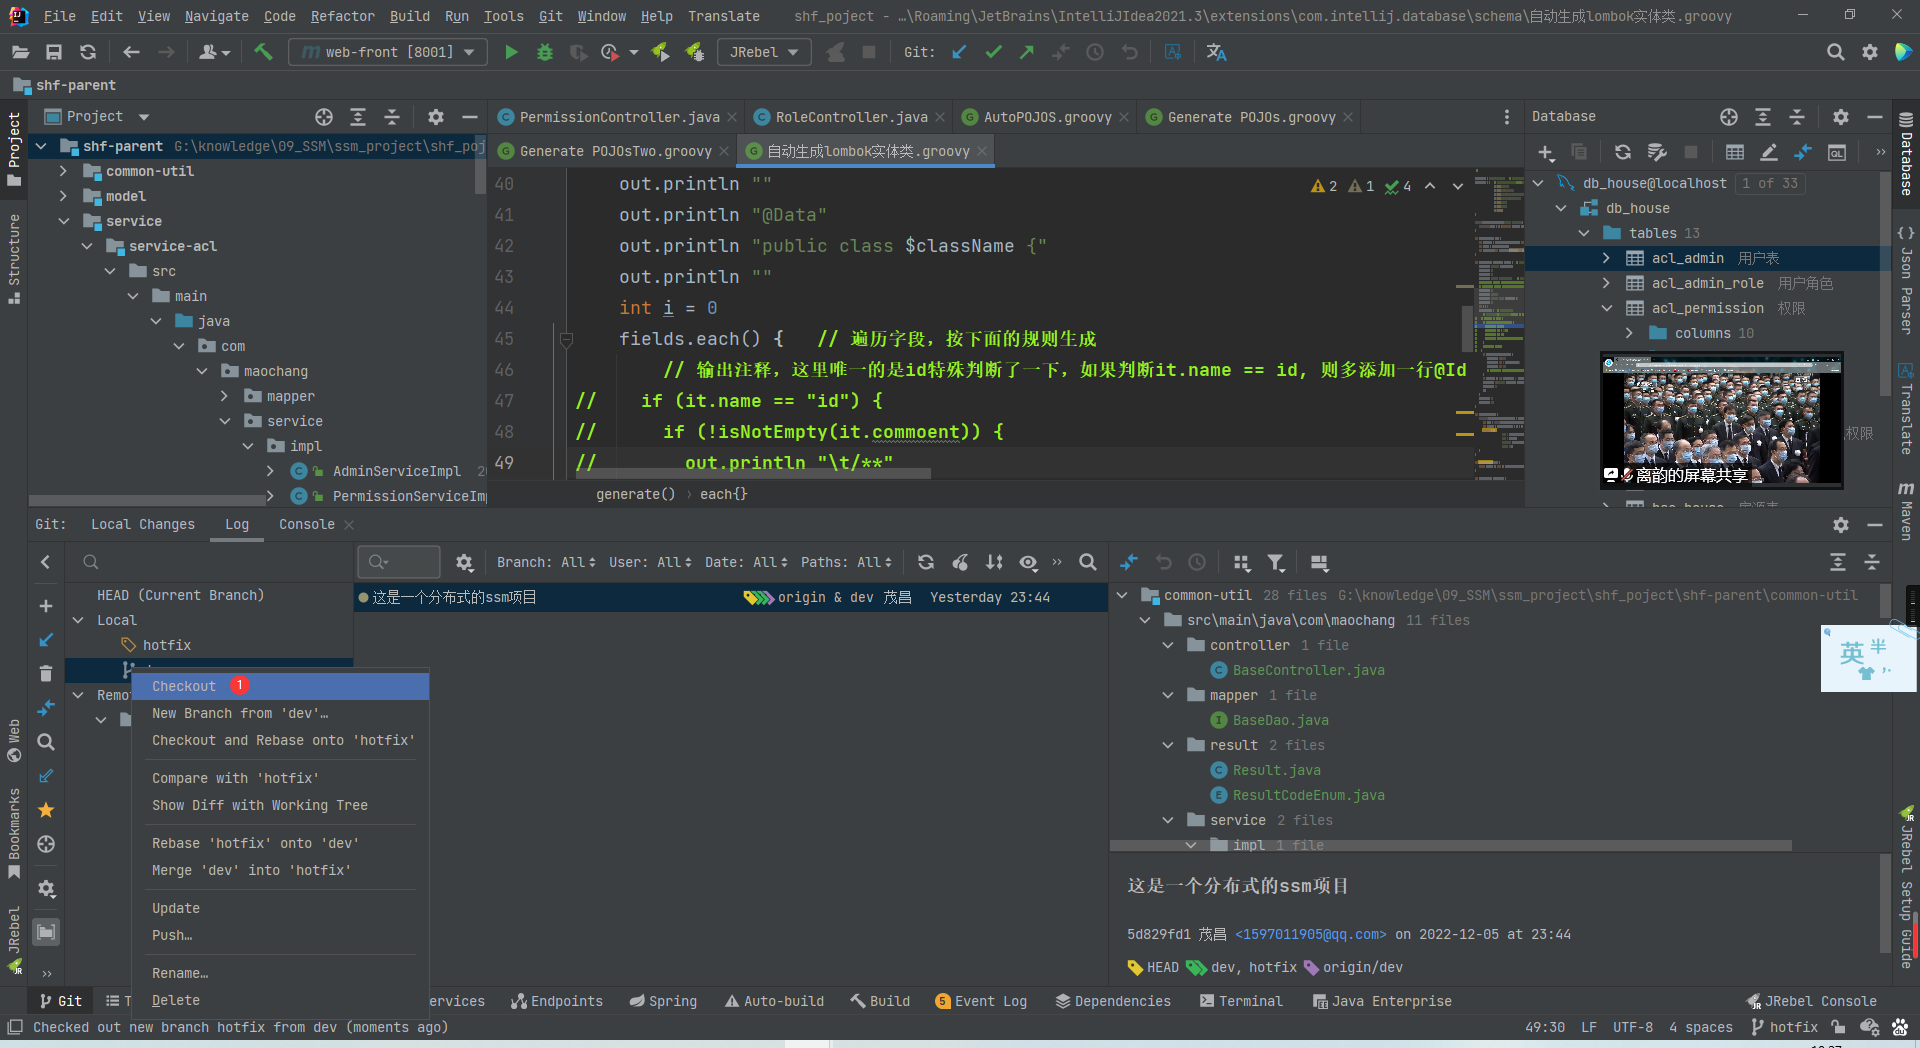 File Edit View Navigate Code Refactor Build Run Tools Git Window Help Translate shf_poject - ...\Roaming\JetBrains\IntelliJIdea2021.3\extensions\com.intellij.database\schema\自动生成lombok实体类.groovy
web-front [8001] JRebel Git:
shf-parent
Project
PermissionController.java RoleController.java AutoPOJOS.groovy Generate POJOs.groovy
Database
shf-parent G:\knowledge\09_SSM\ssm_project\shf_poj
Generate POJOsTwo.groovy 自动生成lombok实体类.groovy
common-util
model
service
service-acl
src
main
java
com
maochang
mapper
service
impl
AdminServiceImpl
PermissionServiceImp
40 out.println ""
41 out.println "@Data"
42 out.println "public class $className {"
43 out.println ""
44 int i = 0
45 fields.each() { // 遍历字段，按下面的规则生成
46 // 输出注释，这里唯一的是id特殊判断了一下，如果判断it.name == id, 则多添加一行@Id
47 // if (it.name == "id") {
48 // if (!isNotEmpty(it.commoent)) {
49 // out.println "\t/**"
2 1 4
generate() › each{}
db_house@localhost 1 of 33
db_house
tables 13
acl_admin 用户表
acl_admin_role 用户角色
acl_permission 权限
columns 10
权限
离韵的屏幕共享
Project
Structure
Web
Bookmarks
JRebel
Database
Json Parser
Translate
Maven
JRebel Setup Guide
Git: Local Changes Log Console
Branch: All User: All Date: All Paths: All
HEAD (Current Branch)
Local
hotfix
Remo
这是一个分布式的ssm项目 origin & dev 茂昌 Yesterday 23:44
Checkout 1
New Branch from 'dev'…
Checkout and Rebase onto 'hotfix'
Compare with 'hotfix'
Show Diff with Working Tree
Rebase 'hotfix' onto 'dev'
Merge 'dev' into 'hotfix'
Update
Push…
Rename…
Delete
common-util 28 files G:\knowledge\09_SSM\ssm_project\shf_poject\shf-parent\common-util
src\main\java\com\maochang 11 files
controller 1 file
BaseController.java
mapper 1 file
BaseDao.java
result 2 files
Result.java
ResultCodeEnum.java
service 2 files
impl 1 file
英 半
这是一个分布式的ssm项目
5d829fd1 茂昌 <1597011905@qq.com> on 2022-12-05 at 23:44
HEAD dev, hotfix origin/dev
Git T ervices Endpoints Spring Auto-build Build 5 Event Log Dependencies Terminal Java Enterprise JRebel Console
Checked out new branch hotfix from dev (moments ago) 49:30 LF UTF-8 4 spaces hotfix